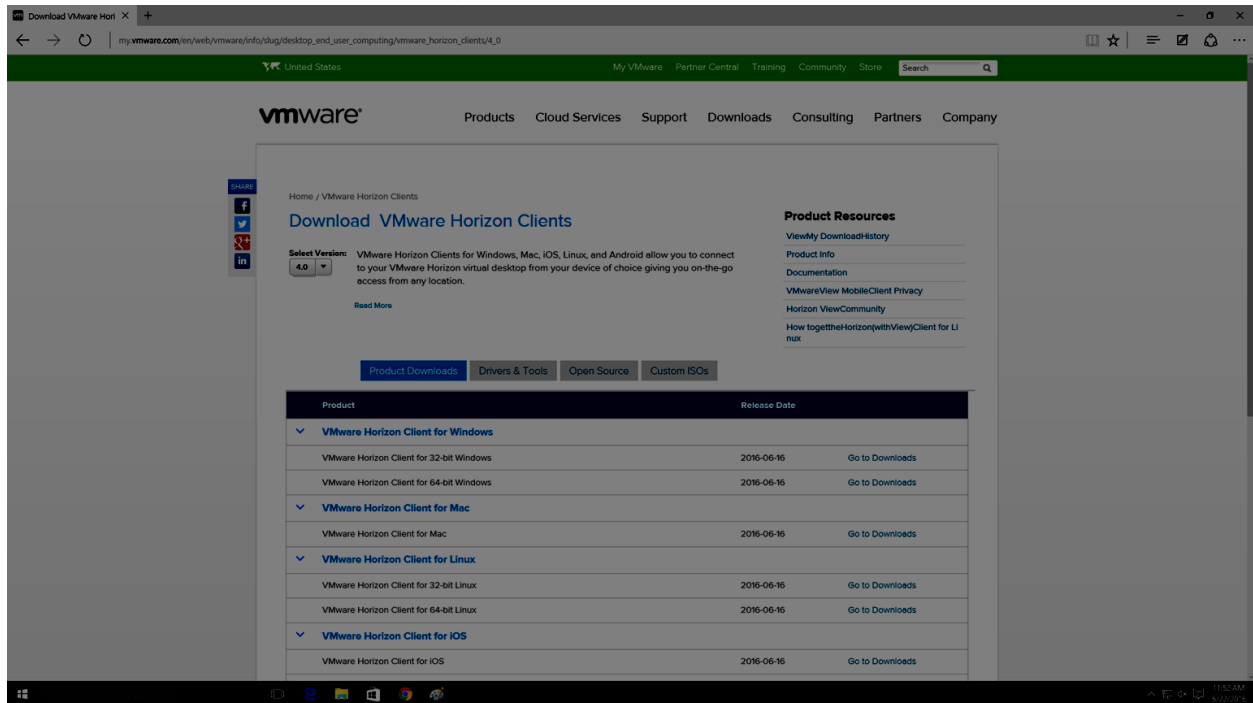 Download VMware Hori
my.vmware.com/en/web/vmware/info/slug/desktop_end_user_computing/vmware_horizon_clients/4_0
United States
My VMware Partner Central Training Community Store Search
vmware®
Products Cloud Services Support Downloads Consulting Partners Company
SHARE
Home / VMware Horizon Clients
Download VMware Horizon Clients
Select Version:
4.0
VMware Horizon Clients for Windows, Mac, iOS, Linux, and Android allow you to connect
to your VMware Horizon virtual desktop from your device of choice giving you on-the-go
access from any location.
Read More
Product Resources
ViewMy DownloadHistory
Product Info
Documentation
VMwareView MobileClient Privacy
Horizon ViewCommunity
How togettheHorizon(withView)Client for Li
nux
Product Downloads Drivers & Tools Open Source Custom ISOs
Product Release Date
VMware Horizon Client for Windows
VMware Horizon Client for 32-bit Windows 2016-06-16 Go to Downloads
VMware Horizon Client for 64-bit Windows 2016-06-16 Go to Downloads
VMware Horizon Client for Mac
VMware Horizon Client for Mac 2016-06-16 Go to Downloads
VMware Horizon Client for Linux
VMware Horizon Client for 32-bit Linux 2016-06-16 Go to Downloads
VMware Horizon Client for 64-bit Linux 2016-06-16 Go to Downloads
VMware Horizon Client for iOS
VMware Horizon Client for iOS 2016-06-16 Go to Downloads
11:52 AM
6/27/2016